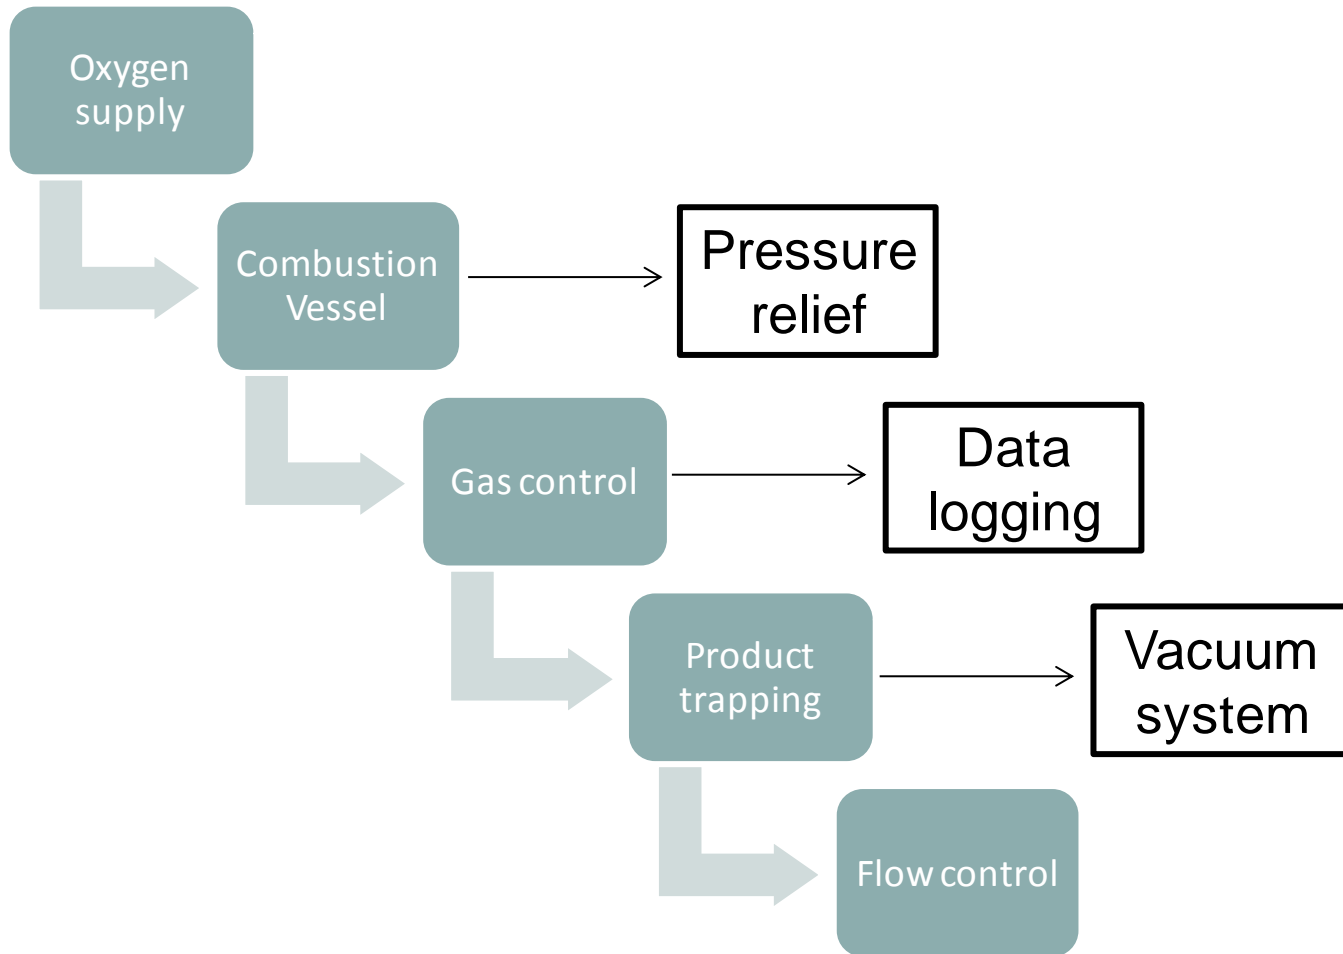 Oxygen
supply
Combustion
Vessel
Pressure
relief
Gas control
Data
logging
Product
trapping
Vacuum
system
Flow control